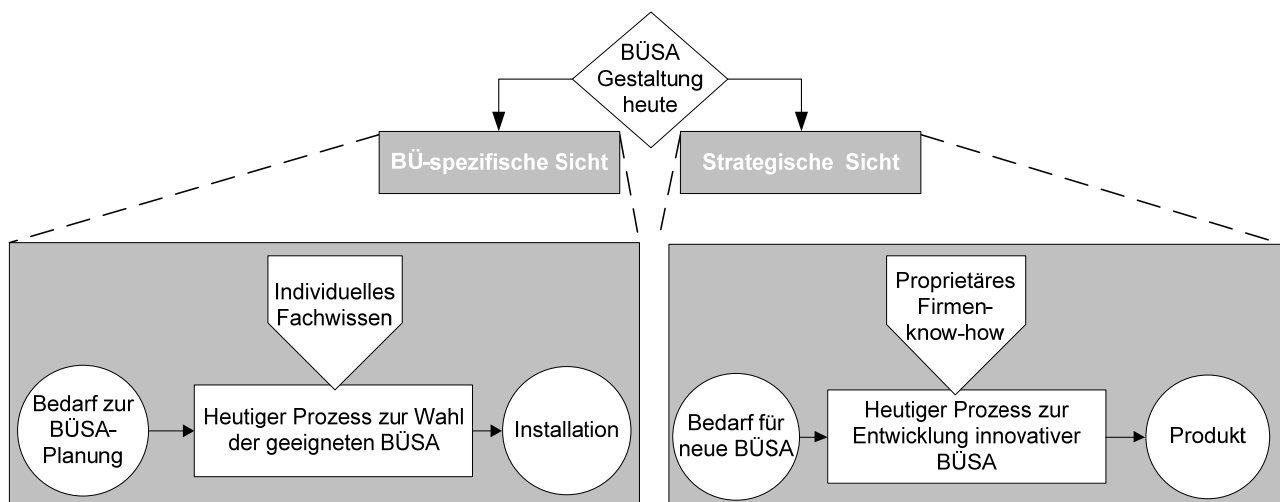 BÜSA
Gestaltung
heute
BÜ-spezifische Sicht
Strategische Sicht
Individuelles
Fachwissen
Bedarf zur
BÜSA-
Planung
Heutiger Prozess zur Wahl
der geeigneten BÜSA
Installation
Proprietäres
Firmen-
know-how
Bedarf für
neue BÜSA
Heutiger Prozess zur
Entwicklung innovativer
BÜSA
Produkt